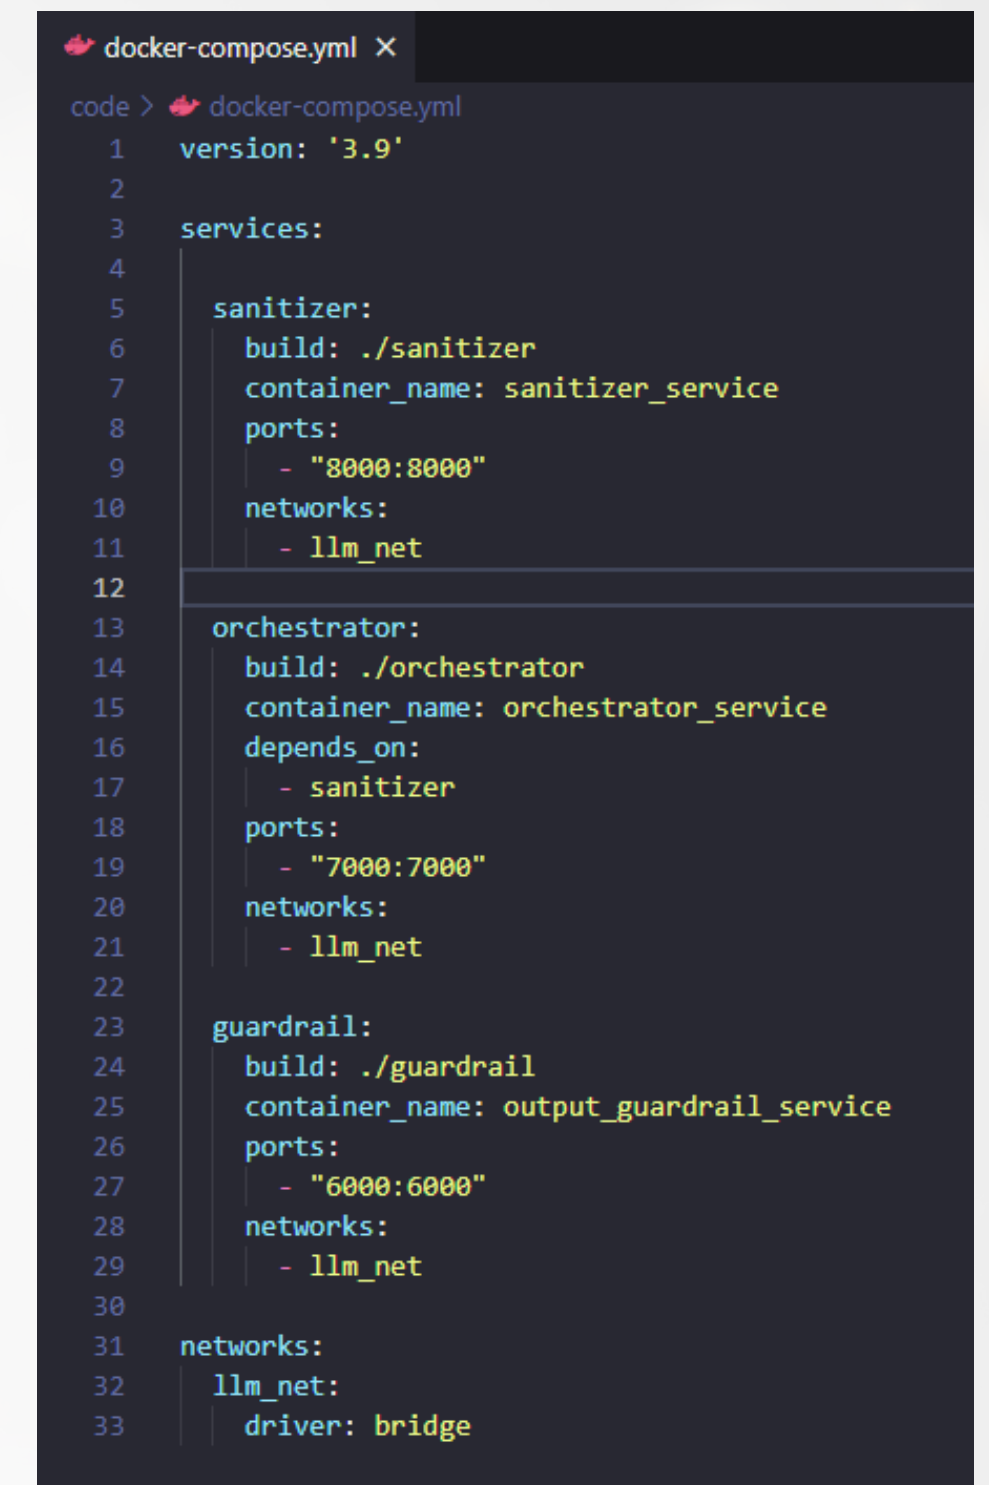 docker-compose.yml ×
code > docker-compose.yml
1 version: '3.9'
2
3 services:
4
5   sanitizer:
6     build: ./sanitizer
7     container_name: sanitizer_service
8     ports:
9       - "8000:8000"
10     networks:
11       - llm_net
12
13   orchestrator:
14     build: ./orchestrator
15     container_name: orchestrator_service
16     depends_on:
17       - sanitizer
18     ports:
19       - "7000:7000"
20     networks:
21       - llm_net
22
23   guardrail:
24     build: ./guardrail
25     container_name: output_guardrail_service
26     ports:
27       - "6000:6000"
28     networks:
29       - llm_net
30
31 networks:
32   llm_net:
33     driver: bridge